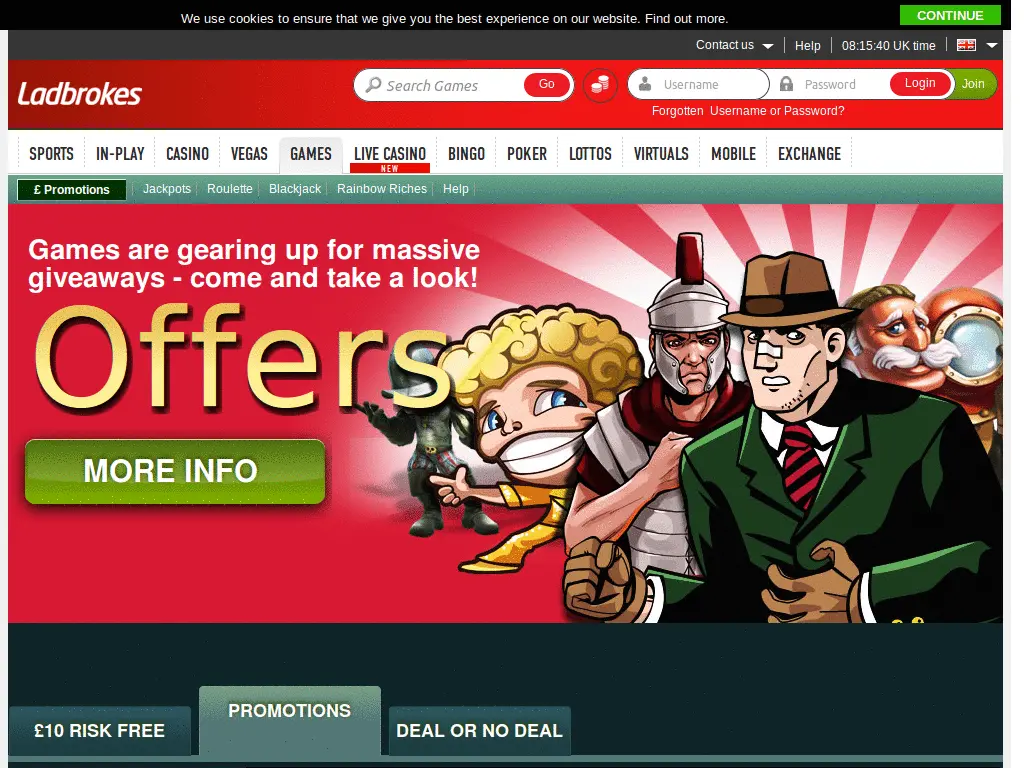 We use cookies to ensure that we give you the best experience on our website. Find out more.
CONTINUE
Contact us
Help
08:15:40 UK time
Ladbrokes
Search Games
Go
Username
Password
Login
Join
Forgotten Username or Password?
SPORTS
IN-PLAY
CASINO
VEGAS
GAMES
LIVE CASINO
NEW
BINGO
POKER
LOTTOS
VIRTUALS
MOBILE
EXCHANGE
£ Promotions
Jackpots
Roulette
Blackjack
Rainbow Riches
Help
Games are gearing up for massive
giveaways - come and take a look!
Offers
MORE INFO
£10 RISK FREE
PROMOTIONS
DEAL OR NO DEAL